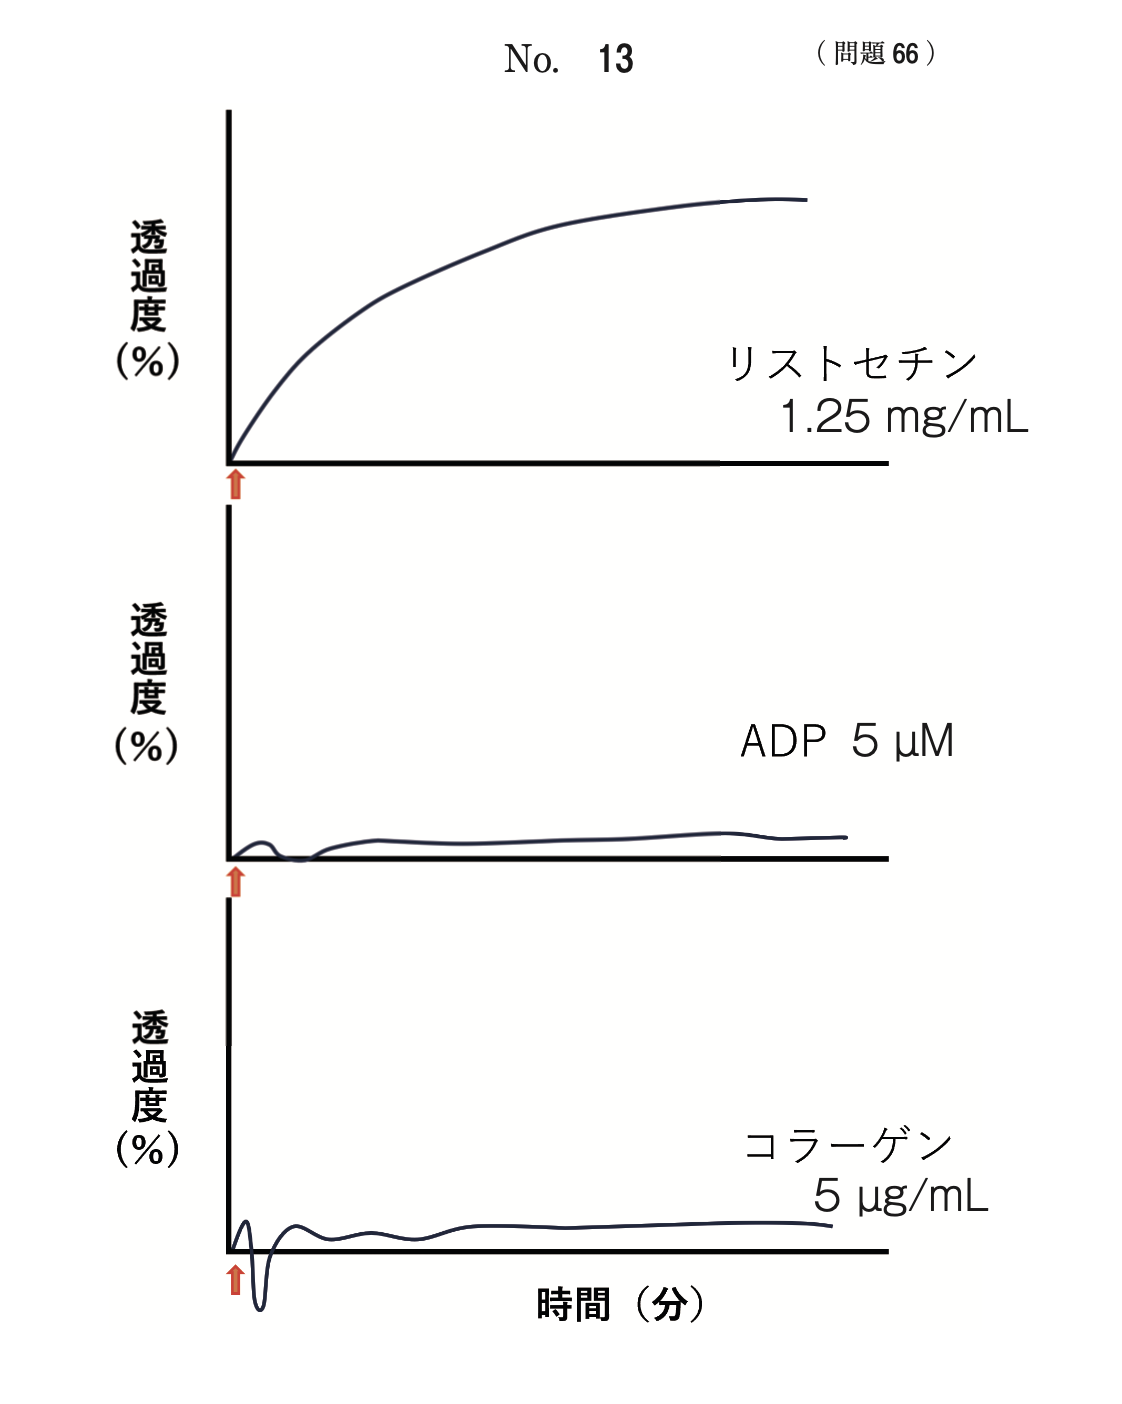 No. 13 （問題 66）
透過度(%)
リストセチン
1.25 mg/mL
透過度(%)
ADP 5 μM
透過度(%)
コラーゲン
5 μg/mL
時間（分）